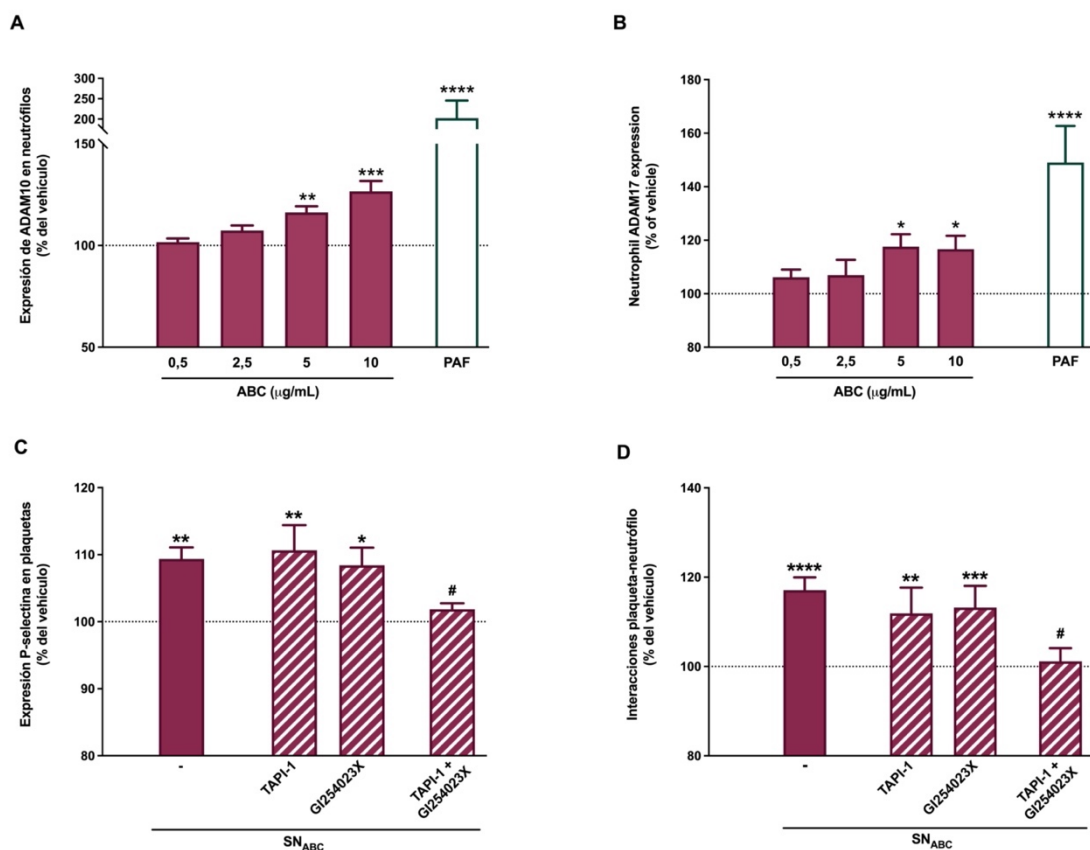 A
Expresión de ADAM10 en neutrófilos
(% del vehículo)
300
250
200
150
100
50
**
***
****
0,5
2,5
5
10
PAF
ABC (μg/mL)
B
Neutrophil ADAM17 expression
(% of vehicle)
180
160
140
120
100
80
*
*
****
0,5
2,5
5
10
PAF
ABC (μg/mL)
C
Expresión P-selectina en plaquetas
(% del vehículo)
120
110
100
90
80
**
**
*
#
-
TAPI-1
GI254023X
TAPI-1 +
GI254023X
SNABC
D
Interacciones plaqueta-neutrófilo
(% del vehículo)
140
120
100
80
****
**
***
#
-
TAPI-1
GI254023X
TAPI-1 +
GI254023X
SNABC